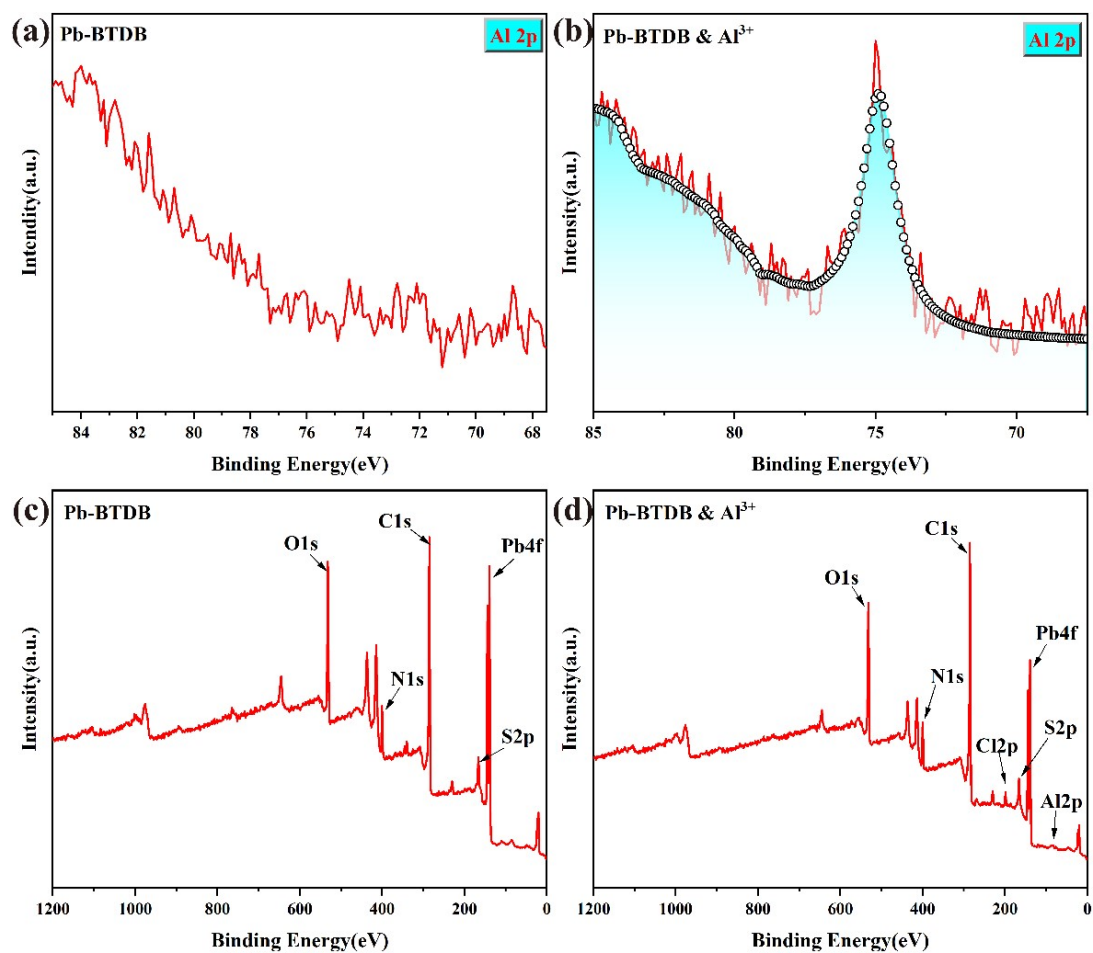 (a)
Pb-BTDB
Al 2p
Intendity(a.u.)
84 82 80 78 76 74 72 70 68
Binding Energy(eV)
(b)
Pb-BTDB & Al³⁺
Al 2p
Intensity(a.u.)
85 80 75 70
Binding Energy(eV)
(c)
Pb-BTDB
O1s
N1s
C1s
Pb4f
S2p
Intensity(a.u.)
1200 1000 800 600 400 200 0
Binding Energy(eV)
(d)
Pb-BTDB & Al³⁺
O1s
N1s
C1s
Pb4f
S2p
Cl2p
Al2p
Intensity(a.u.)
1200 1000 800 600 400 200 0
Binding Energy(eV)